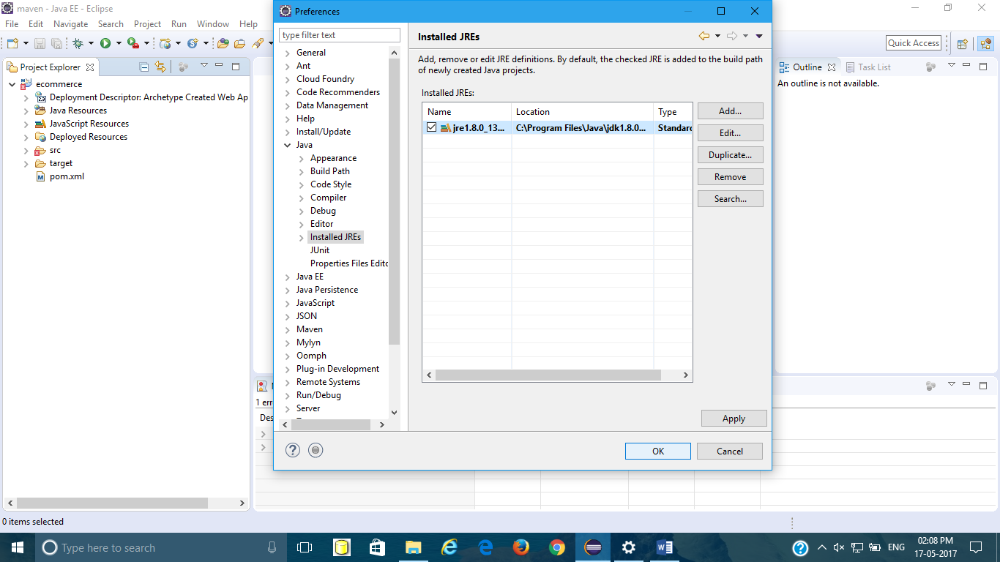 maven - Java EE - Eclipse
File Edit Navigate Search Project Run Window Help
Quick Access
Project Explorer
ecommerce
Deployment Descriptor: Archetype Created Web Ap
Java Resources
JavaScript Resources
Deployed Resources
src
target
pom.xml
Preferences
type filter text
General
Ant
Cloud Foundry
Code Recommenders
Data Management
Help
Install/Update
Java
Appearance
Build Path
Code Style
Compiler
Debug
Editor
Installed JREs
JUnit
Properties Files Edito
Java EE
Java Persistence
JavaScript
JSON
Maven
Mylyn
Oomph
Plug-in Development
Remote Systems
Run/Debug
Server
Installed JREs
Add, remove or edit JRE definitions. By default, the checked JRE is added to the build path
of newly created Java projects.
Installed JREs:
Name Location Type
jre1.8.0_13... C:\Program Files\Java\jdk1.8.0... Standard
Add...
Edit...
Duplicate...
Remove
Search...
Apply
OK Cancel
Outline Task List
An outline is not available.
1 err
Des
0 items selected
Type here to search
ENG
02:08 PM
17-05-2017